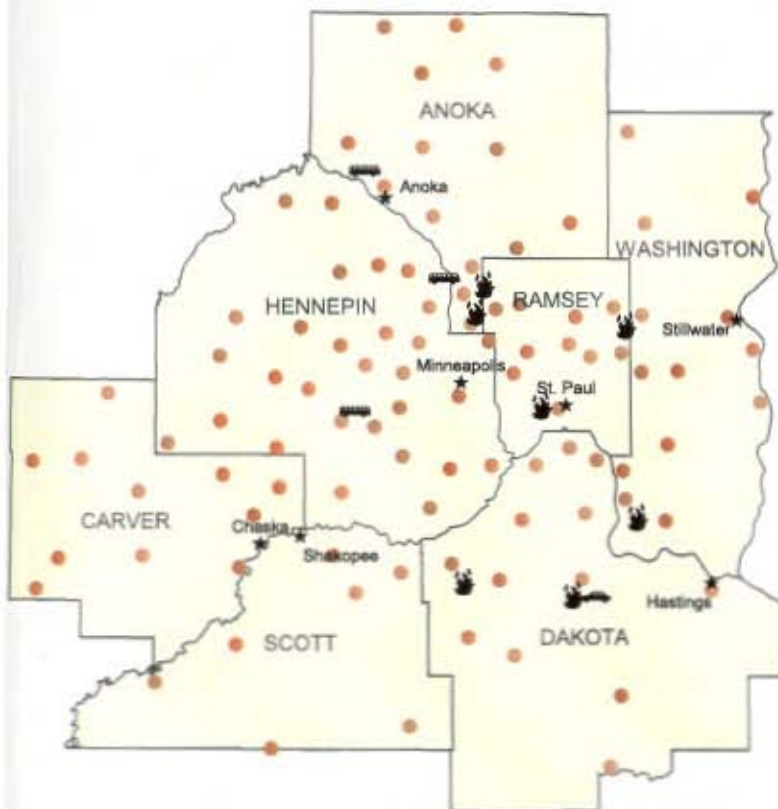 ANOKA
Anoka
WASHINGTON
HENNEPIN
RAMSEY
Stillwater
Minneapolis
St. Paul
CARVER
Chaska
Shakopee
Hastings
SCOTT
DAKOTA